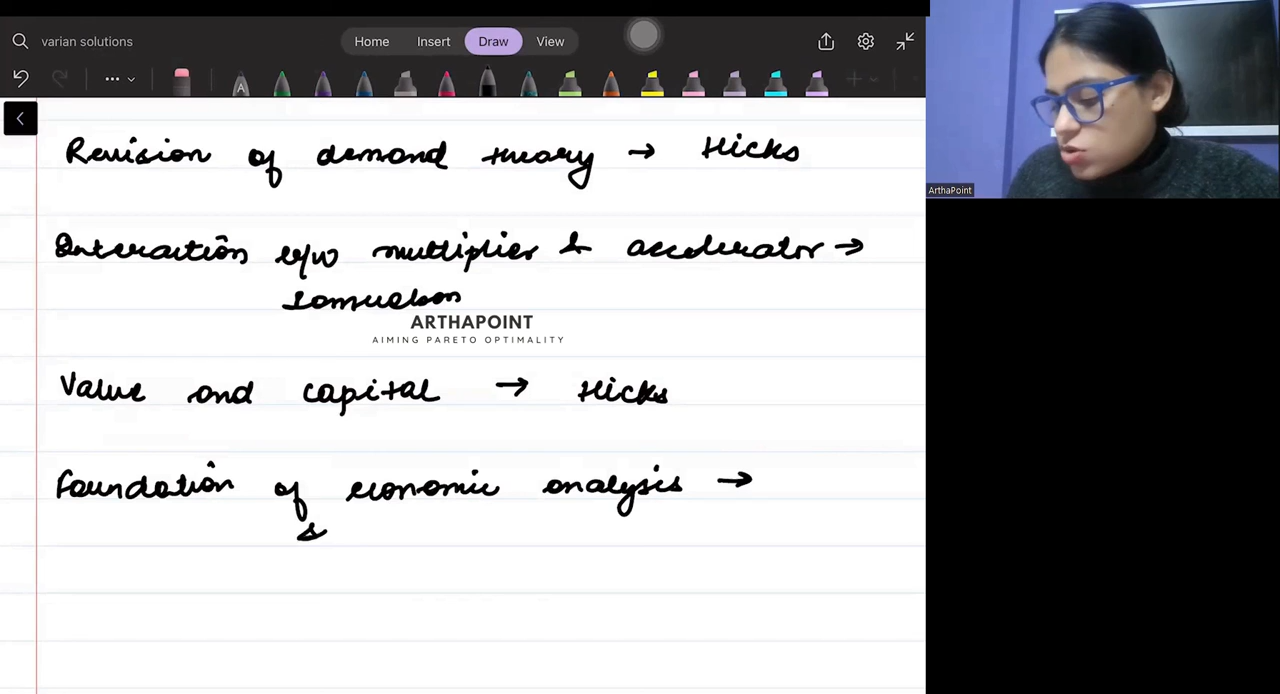 varian solutions
Home Insert Draw View
A
Revision of demand theory → Hicks
ArthaPoint
Interaction b/w multiplier & accelerator →
Samuelson
ARTHAPOINT
AIMING PARETO OPTIMALITY
Value and capital → Hicks
Foundation of economic analysis →
S